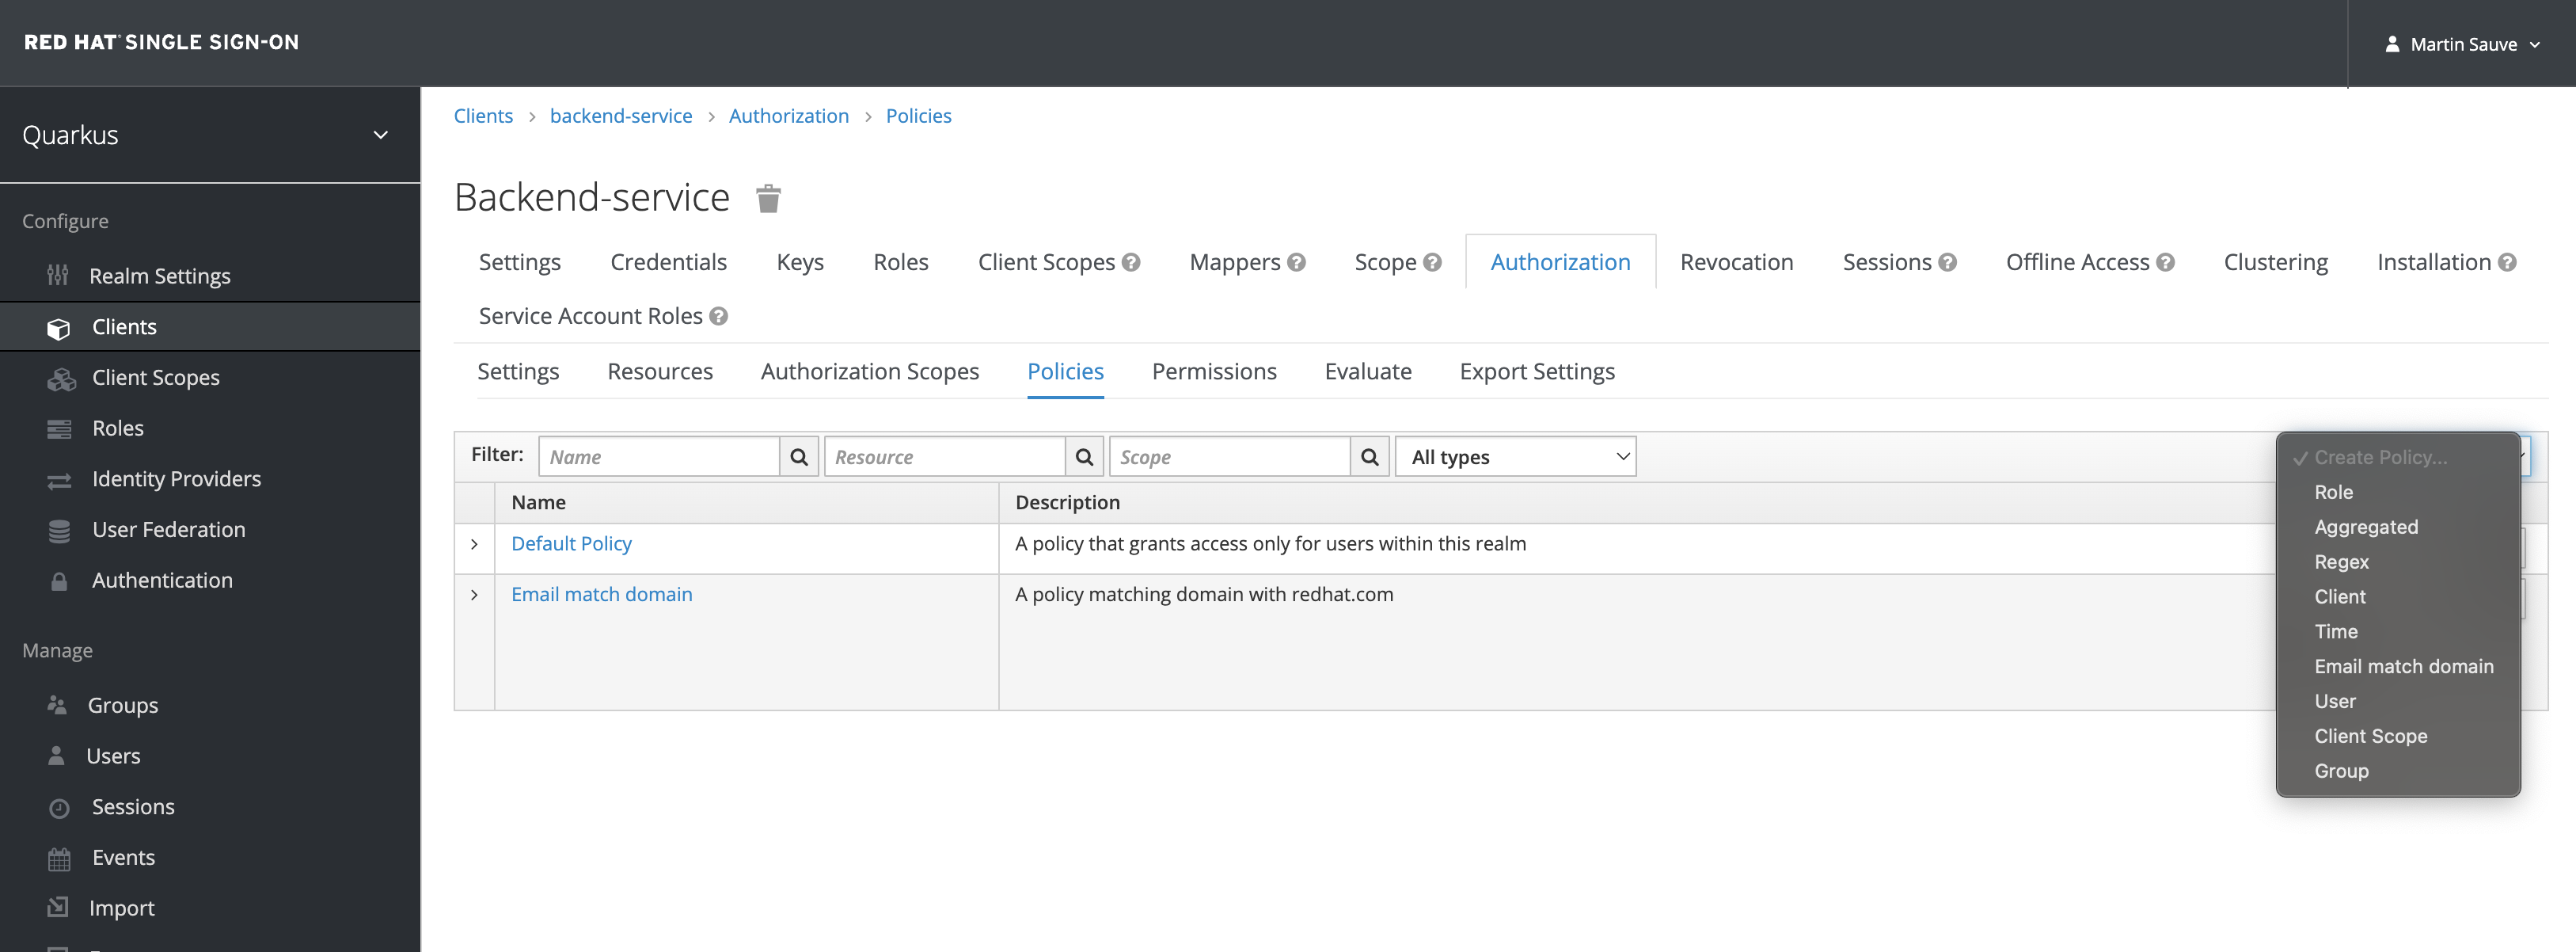 RED HAT® SINGLE SIGN-ON
Martin Sauve
Quarkus
Configure
Realm Settings
Clients
Client Scopes
Roles
Identity Providers
User Federation
Authentication
Manage
Groups
Users
Sessions
Events
Import
Clients > backend-service > Authorization > Policies
Backend-service
Settings Credentials Keys Roles Client Scopes Mappers Scope Authorization Revocation Sessions Offline Access Clustering Installation
Service Account Roles
Settings Resources Authorization Scopes Policies Permissions Evaluate Export Settings
Filter: Name Resource Scope All types
Name Description
Default Policy A policy that grants access only for users within this realm
Email match domain A policy matching domain with redhat.com
✓ Create Policy...
Role
Aggregated
Regex
Client
Time
Email match domain
User
Client Scope
Group